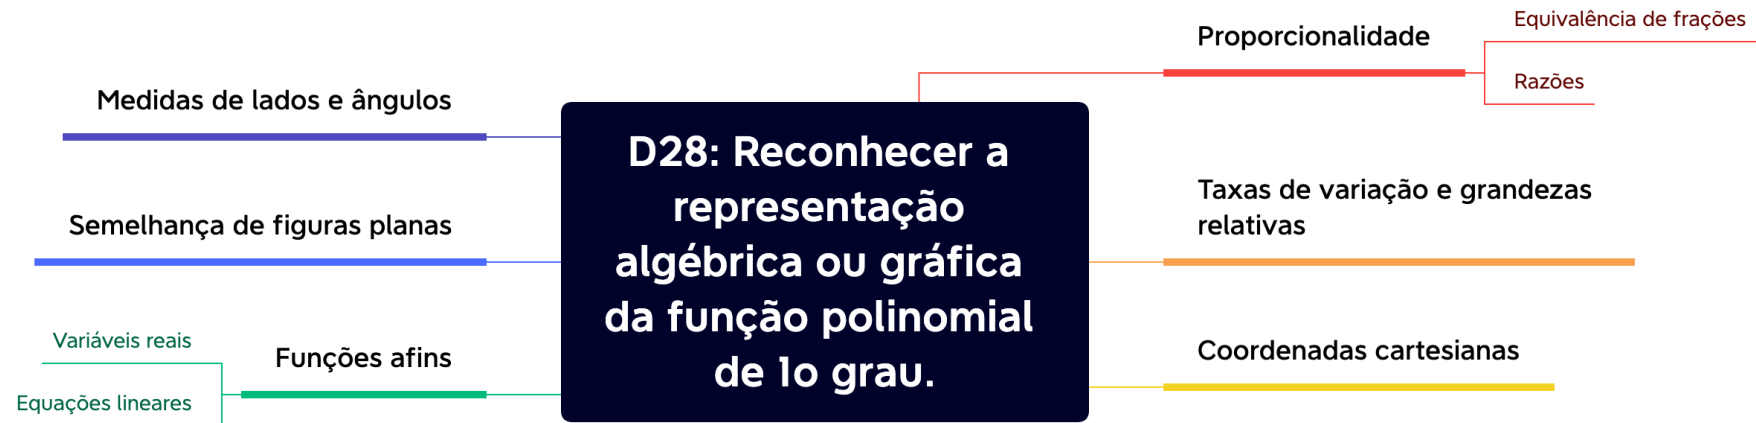 D28: Reconhecer a
representação
algébrica ou gráfica
da função polinomial
de 1o grau.
Proporcionalidade
Equivalência de frações
Razões
Taxas de variação e grandezas
relativas
Coordenadas cartesianas
Medidas de lados e ângulos
Semelhança de figuras planas
Funções afins
Variáveis reais
Equações lineares